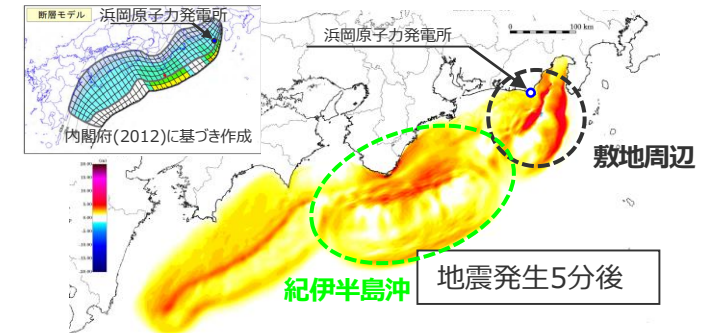 断層モデル
浜岡原子力発電所
浜岡原子力発電所
0 100 km
内閣府(2012)に基づき作成
敷地周辺
紀伊半島沖
地震発生5分後